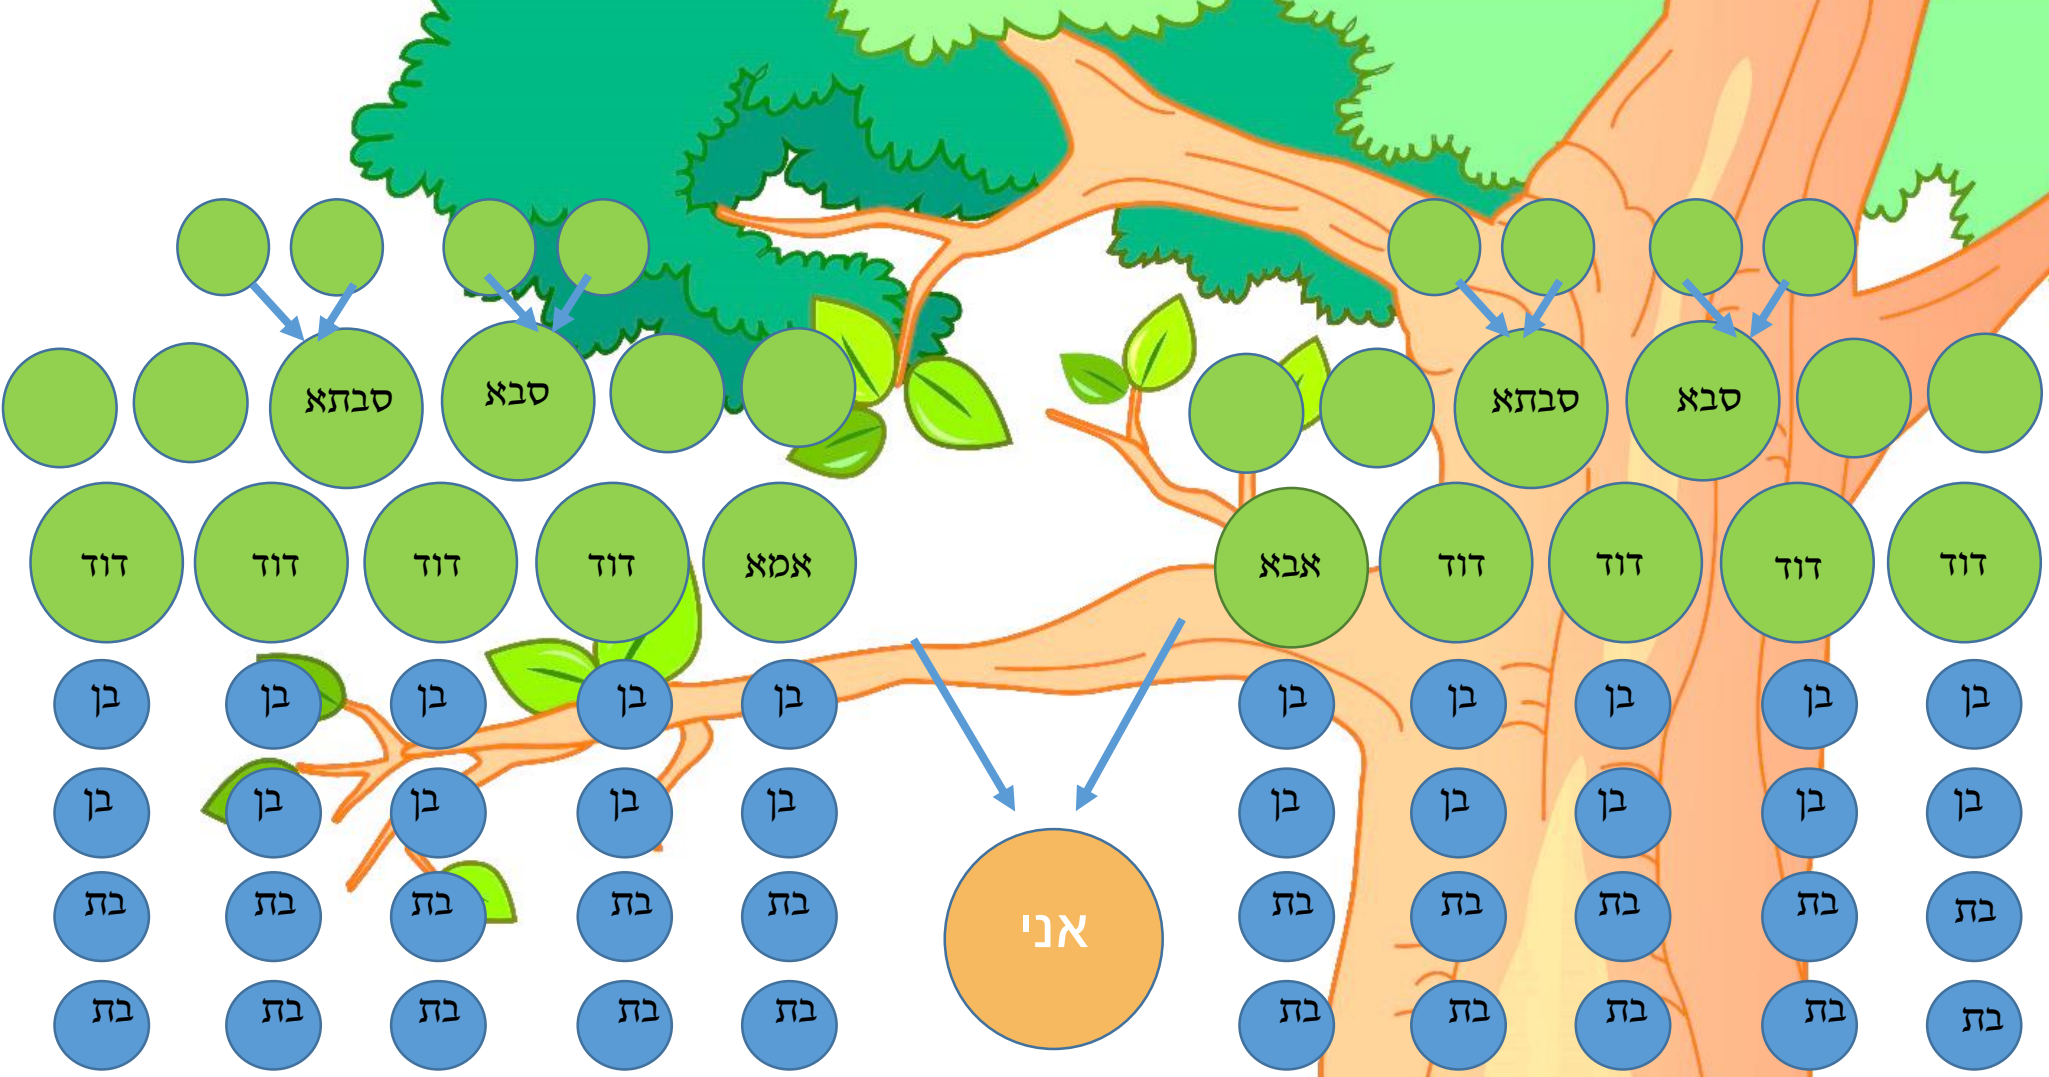 סבא סבתא סבא סבתא
דוד דוד דוד דוד אבא אמא דוד דוד דוד דוד
בן בן בן בן בן בן בן בן בן בן
בן בן בן בן בן בן בן בן בן בן
בת בת בת בת בת בת בת בת בת בת
אני
בת בת בת בת בת בת בת בת בת בת